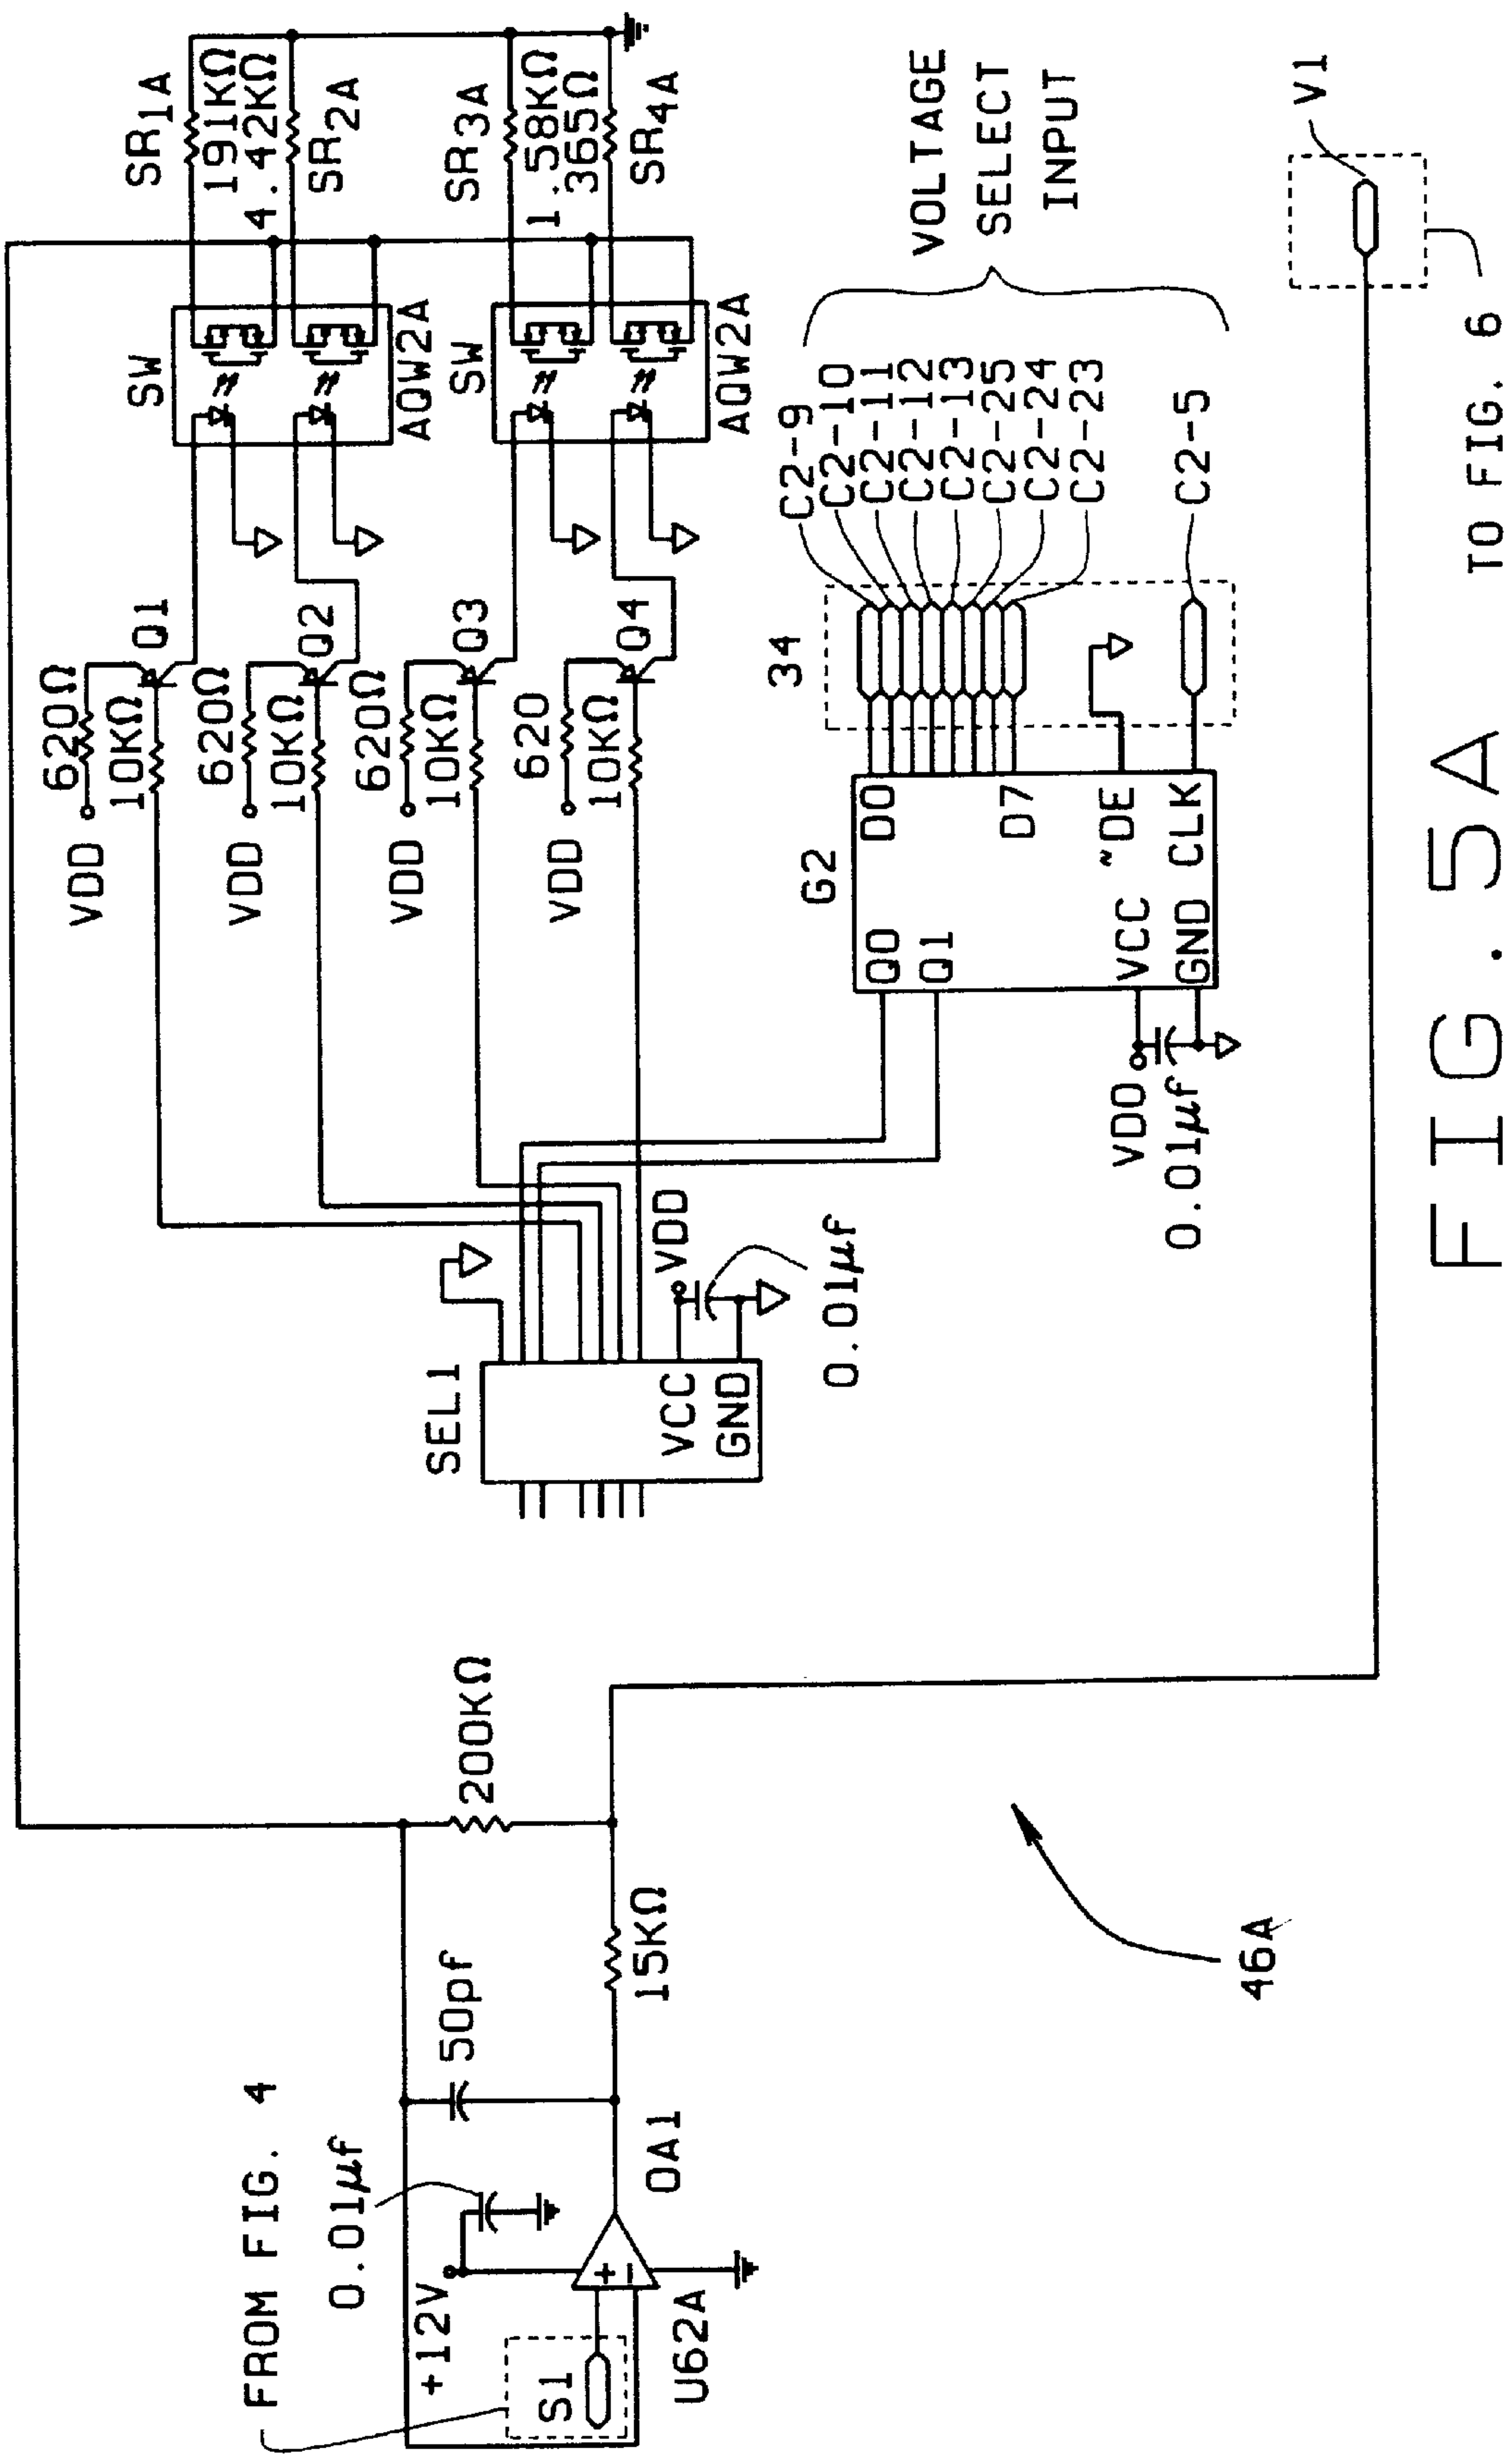 FROM FIG. 4
0.01µf
+12V
S1
U62A
OA1
50pf
15KΩ
200KΩ
46A
SEL1
VCC
GND
VDD
0.01µf
VDD
620Ω
10KΩ
Q1
VDD
620Ω
10KΩ
Q2
VDD
620Ω
10KΩ
Q3
VDD
620
10KΩ
Q4
SW
AQW2A
SW
AQW2A
SR1A
191KΩ
4.42KΩ
SR2A
SR3A
1.58KΩ
365Ω
SR4A
G2
Q0
Q1
VCC
GND
D0
D7
~DE
CLK
VDD
0.01µf
34
C2-9
C2-10
C2-11
C2-12
C2-13
C2-25
C2-24
C2-23
C2-5
VOLTAGE
SELECT
INPUT
V1
TO FIG. 6
FIG. 5A